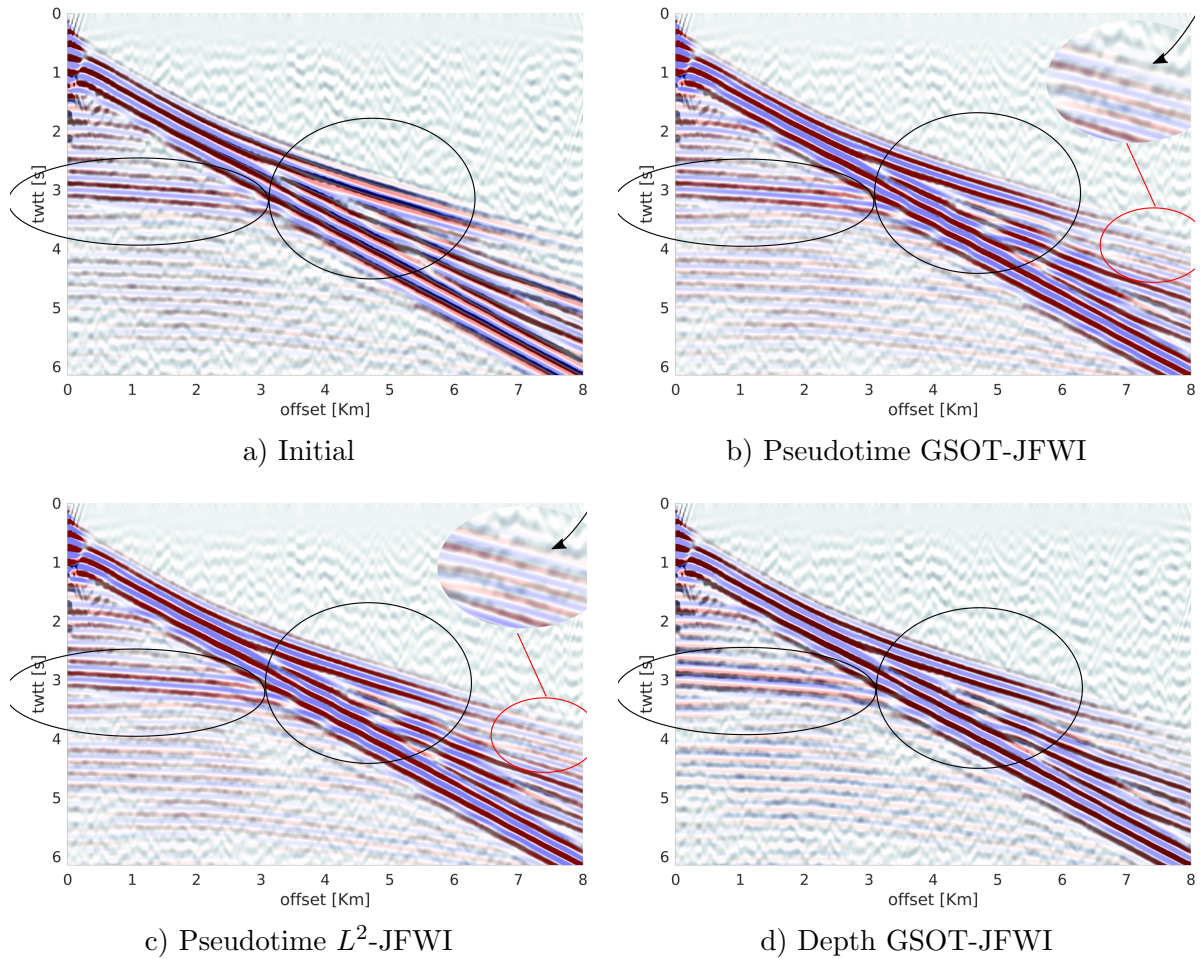 0
1
2
3
4
5
6
twtt [s]
0 1 2 3 4 5 6 7 8
offset [Km]
a) Initial
0
1
2
3
4
5
6
twtt [s]
0 1 2 3 4 5 6 7 8
offset [Km]
b) Pseudotime GSOT-JFWI
0
1
2
3
4
5
6
twtt [s]
0 1 2 3 4 5 6 7 8
offset [Km]
c) Pseudotime L²-JFWI
0
1
2
3
4
5
6
twtt [s]
0 1 2 3 4 5 6 7 8
offset [Km]
d) Depth GSOT-JFWI